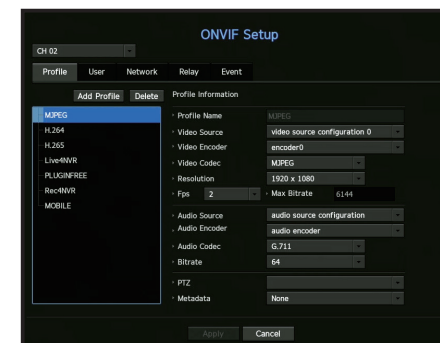 ONVIF Setup
CH 02
Profile User Network Relay Event
Add Profile Delete Profile Information
MJPEG
H.264
H.265
Live4NVR
PLUGINFREE
Rec4NVR
MOBILE
Profile Name MJPEG
Video Source video source configuration 0
Video Encoder encoder0
Video Codec MJPEG
Resolution 1920 x 1080
Fps 2 Max Bitrate 6144
Audio Source audio source configuration
Audio Encoder audio encoder
Audio Codec G.711
Bitrate 64
PTZ
Metadata None
Apply Cancel